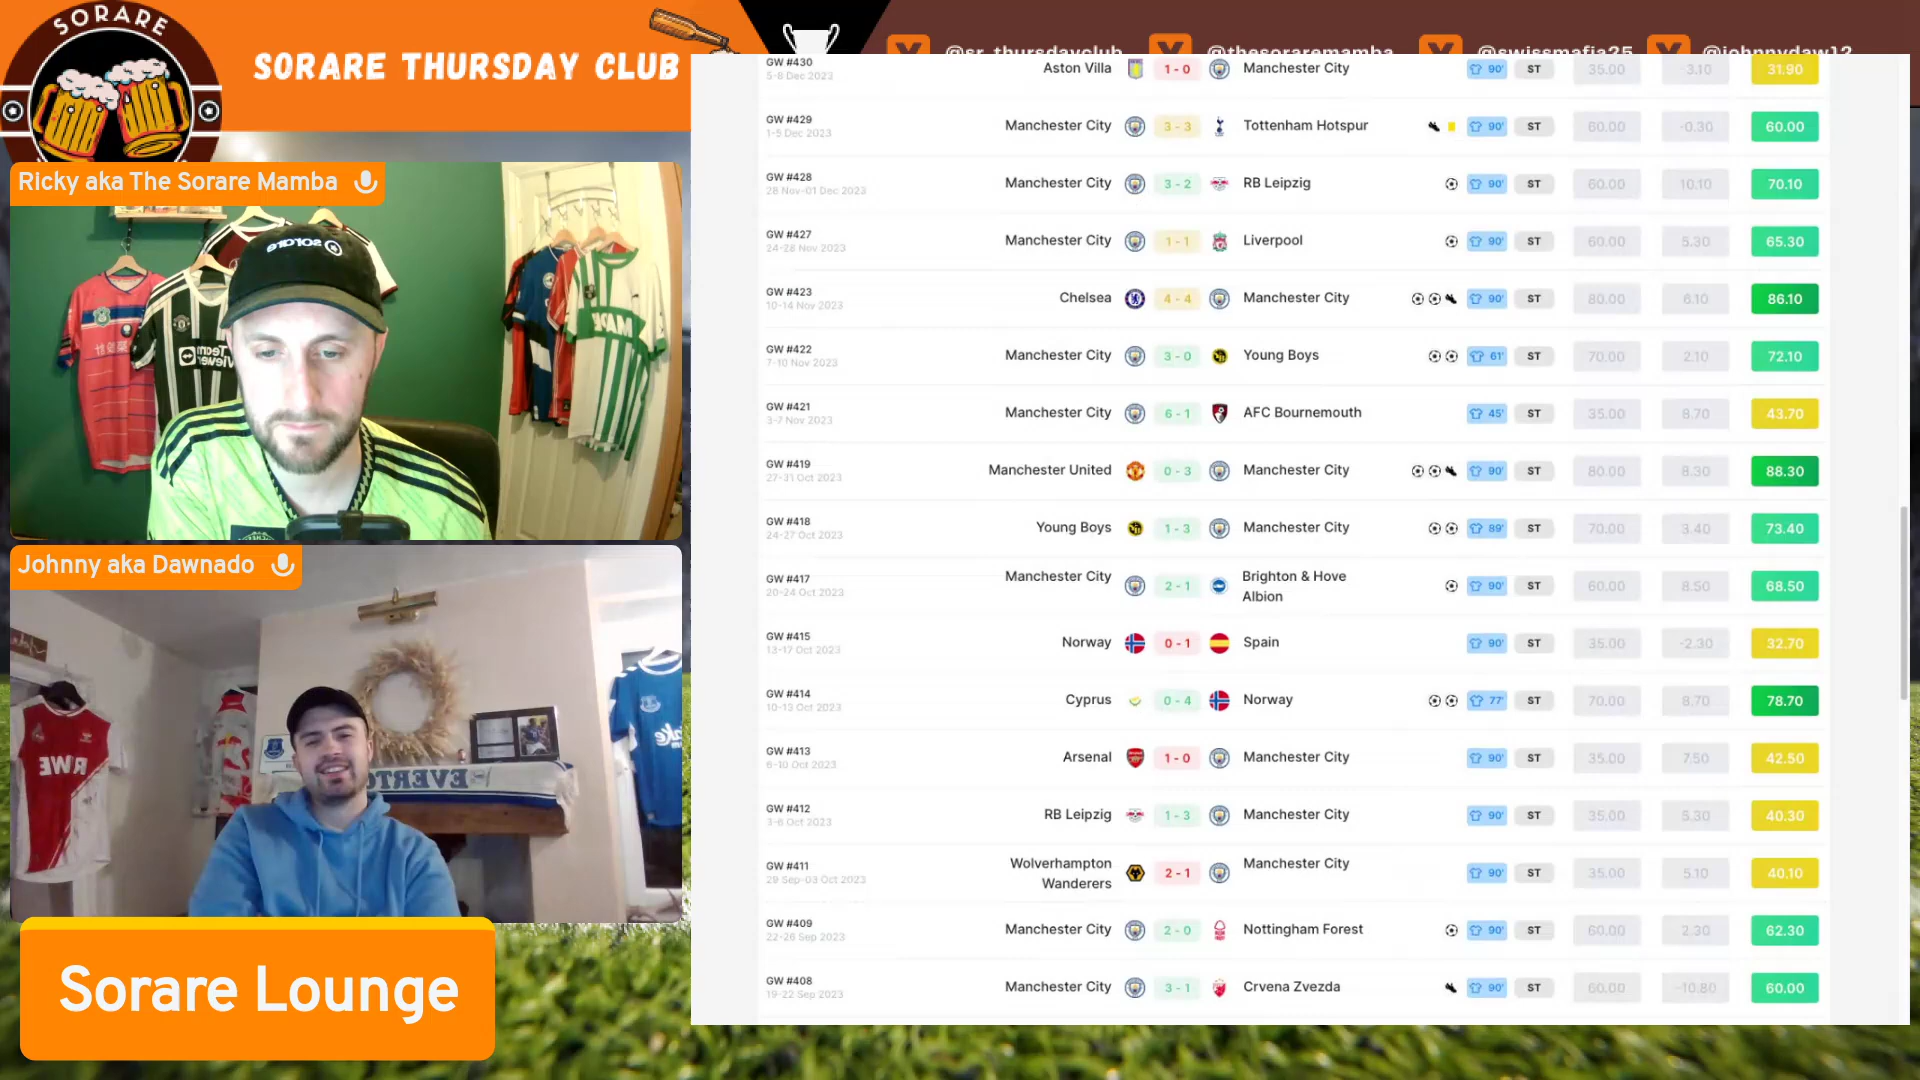 SORARE
SORARE THURSDAY CLUB
@sr_thursdayclub
@thesoraremamba
@swissmafia25
@johnnydaw12
Ricky aka The Sorare Mamba
sorare
Team
Viewer
Johnny aka Dawnado
RWE
EVERTON
Sorare Lounge
GW #430 Aston Villa 1 - 0 Manchester City 90' ST 35.00 -3.10 31.90
5-8 Dec 2023
GW #429 Manchester City 3 - 3 Tottenham Hotspur 90' ST 60.00 -0.30 60.00
1-5 Dec 2023
GW #428 Manchester City 3 - 2 RB Leipzig 90' ST 60.00 10.10 70.10
28 Nov-01 Dec 2023
GW #427 Manchester City 1 - 1 Liverpool 90' ST 60.00 5.30 65.30
24-28 Nov 2023
GW #423 Chelsea 4 - 4 Manchester City 90' ST 80.00 6.10 86.10
10-14 Nov 2023
GW #422 Manchester City 3 - 0 Young Boys 61' ST 70.00 2.10 72.10
7-10 Nov 2023
GW #421 Manchester City 6 - 1 AFC Bournemouth 45' ST 35.00 8.70 43.70
3-7 Nov 2023
GW #419 Manchester United 0 - 3 Manchester City 90' ST 80.00 8.30 88.30
27-31 Oct 2023
GW #418 Young Boys 1 - 3 Manchester City 89' ST 70.00 3.40 73.40
24-27 Oct 2023
GW #417 Manchester City 2 - 1 Brighton & Hove Albion 90' ST 60.00 8.50 68.50
20-24 Oct 2023
GW #415 Norway 0 - 1 Spain 90' ST 35.00 -2.30 32.70
13-17 Oct 2023
GW #414 Cyprus 0 - 4 Norway 77' ST 70.00 8.70 78.70
10-13 Oct 2023
GW #413 Arsenal 1 - 0 Manchester City 90' ST 35.00 7.50 42.50
6-10 Oct 2023
GW #412 RB Leipzig 1 - 3 Manchester City 90' ST 35.00 5.30 40.30
3-6 Oct 2023
GW #411 Wolverhampton Wanderers 2 - 1 Manchester City 90' ST 35.00 5.10 40.10
29 Sep-03 Oct 2023
GW #409 Manchester City 2 - 0 Nottingham Forest 90' ST 60.00 2.30 62.30
22-26 Sep 2023
GW #408 Manchester City 3 - 1 Crvena Zvezda 90' ST 60.00 -10.80 60.00
19-22 Sep 2023